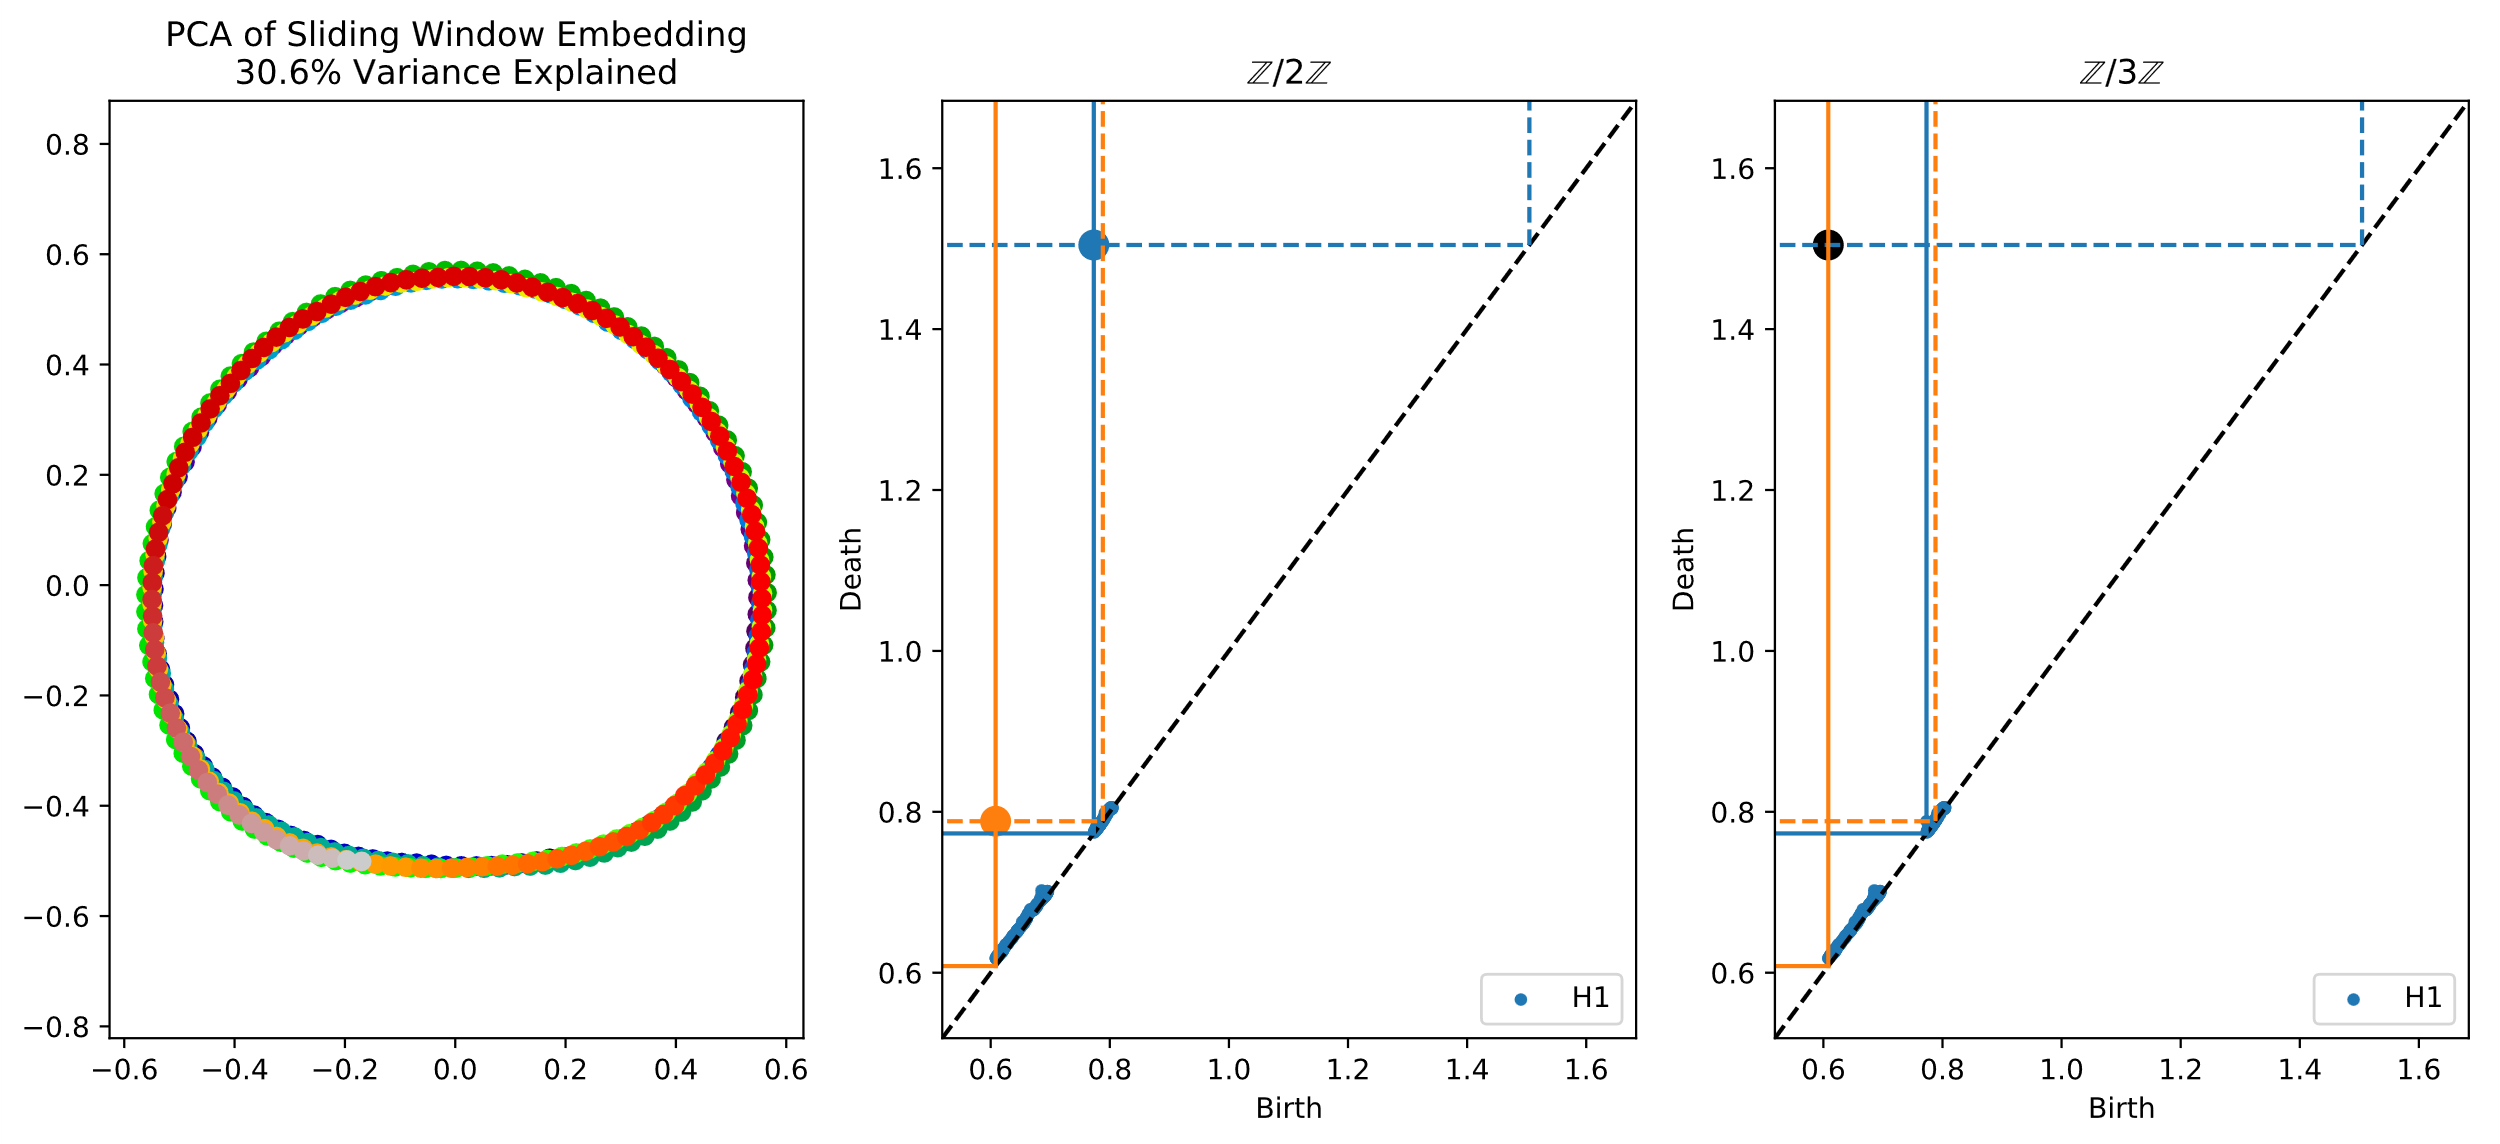 PCA of Sliding Window Embedding
30.6% Variance Explained
0.8
0.6
0.4
0.2
0.0
−0.2
−0.4
−0.6
−0.8
−0.6 −0.4 −0.2 0.0 0.2 0.4 0.6
ℤ/2ℤ
Death
1.6
1.4
1.2
1.0
0.8
0.6
H1
0.6 0.8 1.0 1.2 1.4 1.6
Birth
ℤ/3ℤ
Death
1.6
1.4
1.2
1.0
0.8
0.6
H1
0.6 0.8 1.0 1.2 1.4 1.6
Birth